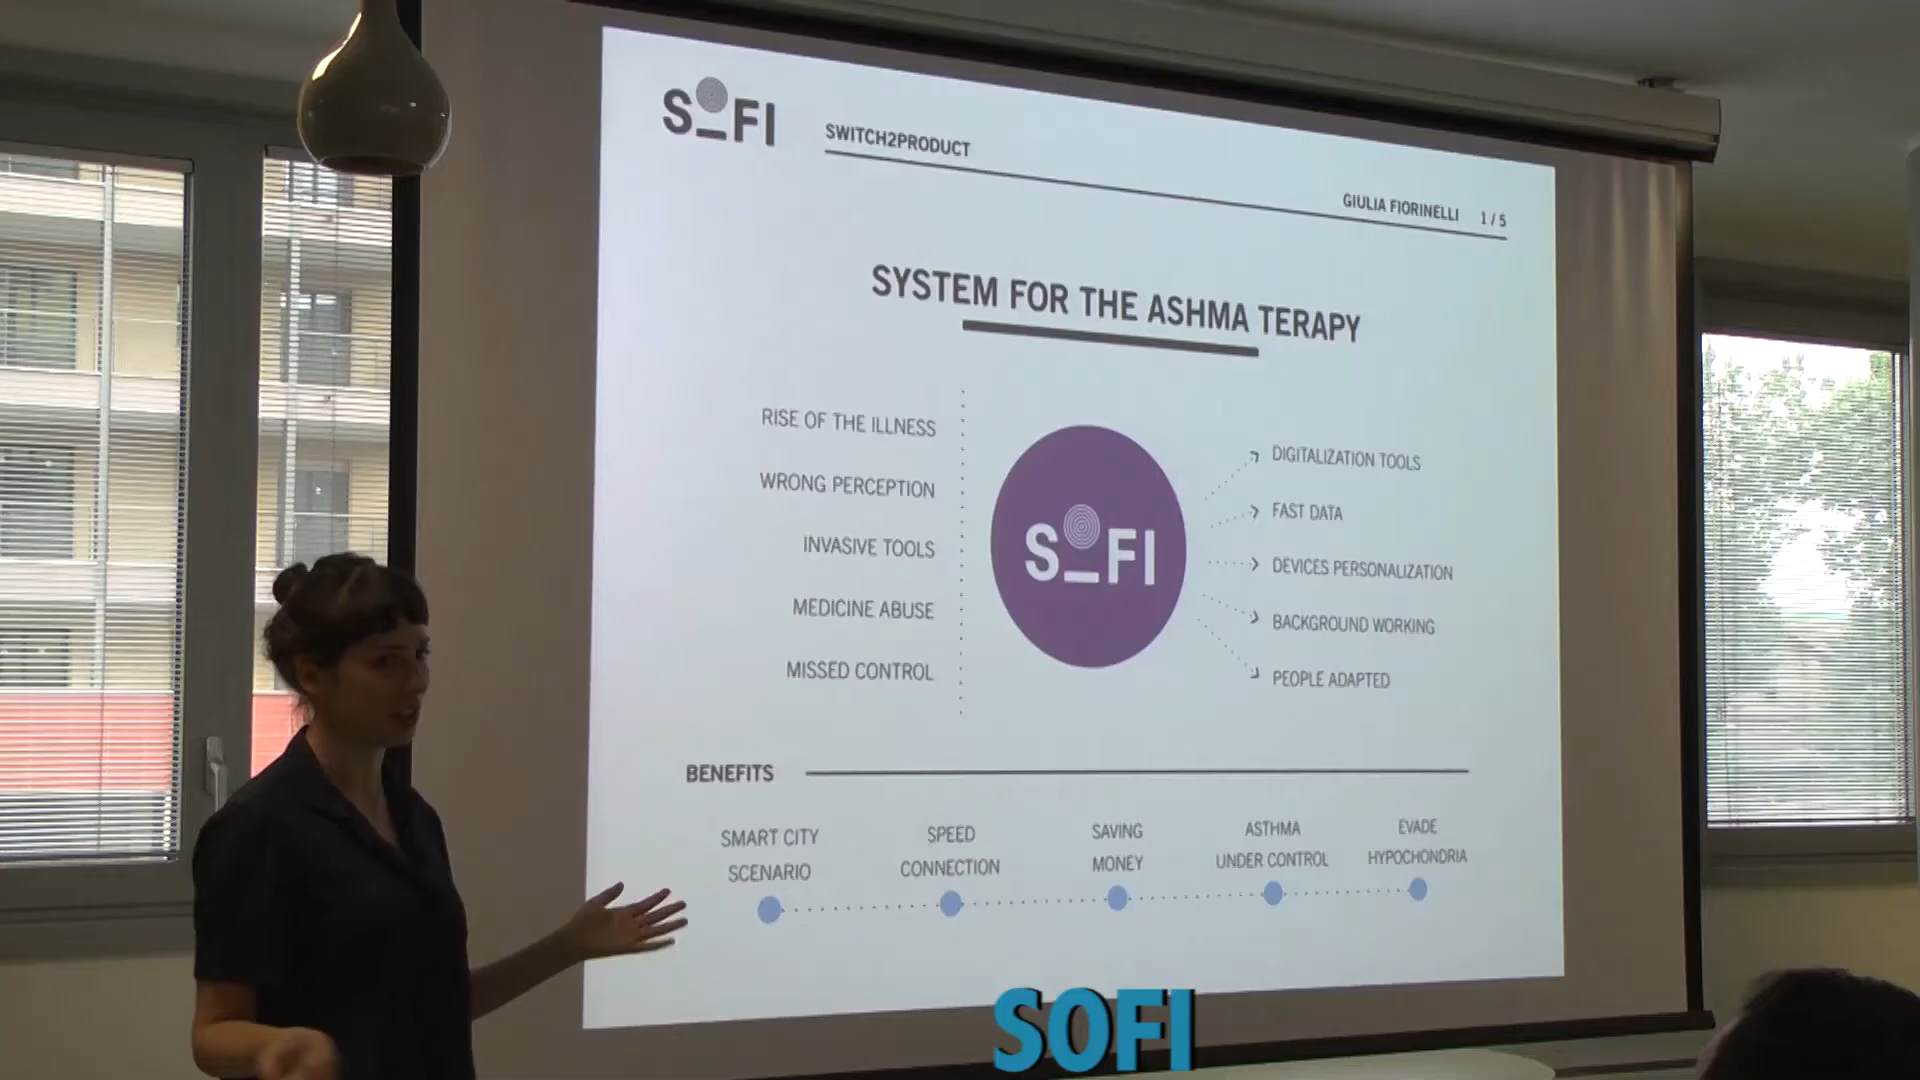 SOFI
SWITCH2PRODUCT
GIULIA FIORINELLI 1 / 5
SYSTEM FOR THE ASHMA TERAPY
RISE OF THE ILLNESS
WRONG PERCEPTION
INVASIVE TOOLS
MEDICINE ABUSE
MISSED CONTROL
SOFI
DIGITALIZATION TOOLS
FAST DATA
DEVICES PERSONALIZATION
BACKGROUND WORKING
PEOPLE ADAPTED
BENEFITS
SMART CITY
SCENARIO
SPEED
CONNECTION
SAVING
MONEY
ASTHMA
UNDER CONTROL
EVADE
HYPOCHONDRIA
SOFI